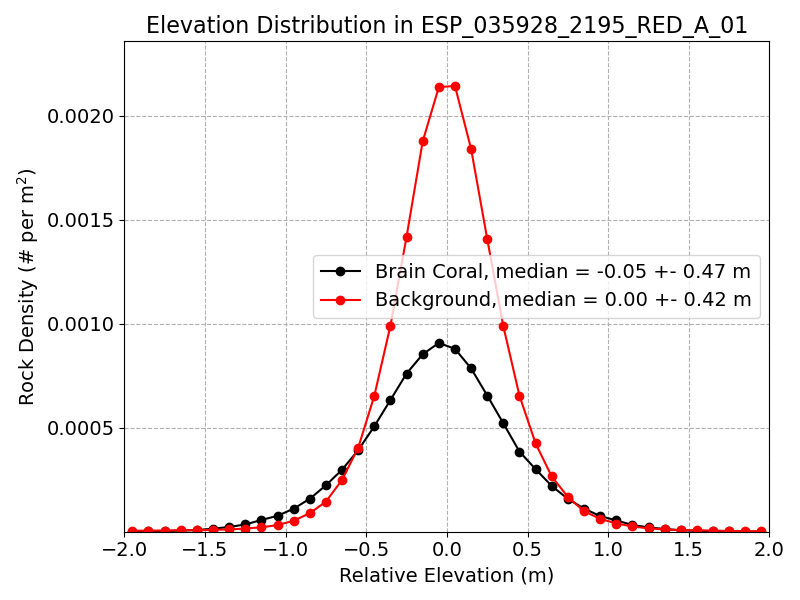 Elevation Distribution in ESP_035928_2195_RED_A_01
Rock Density (# per m²)
0.0020
0.0015
0.0010
0.0005
Brain Coral, median = -0.05 +- 0.47 m
Background, median = 0.00 +- 0.42 m
−2.0 −1.5 −1.0 −0.5 0.0 0.5 1.0 1.5 2.0
Relative Elevation (m)